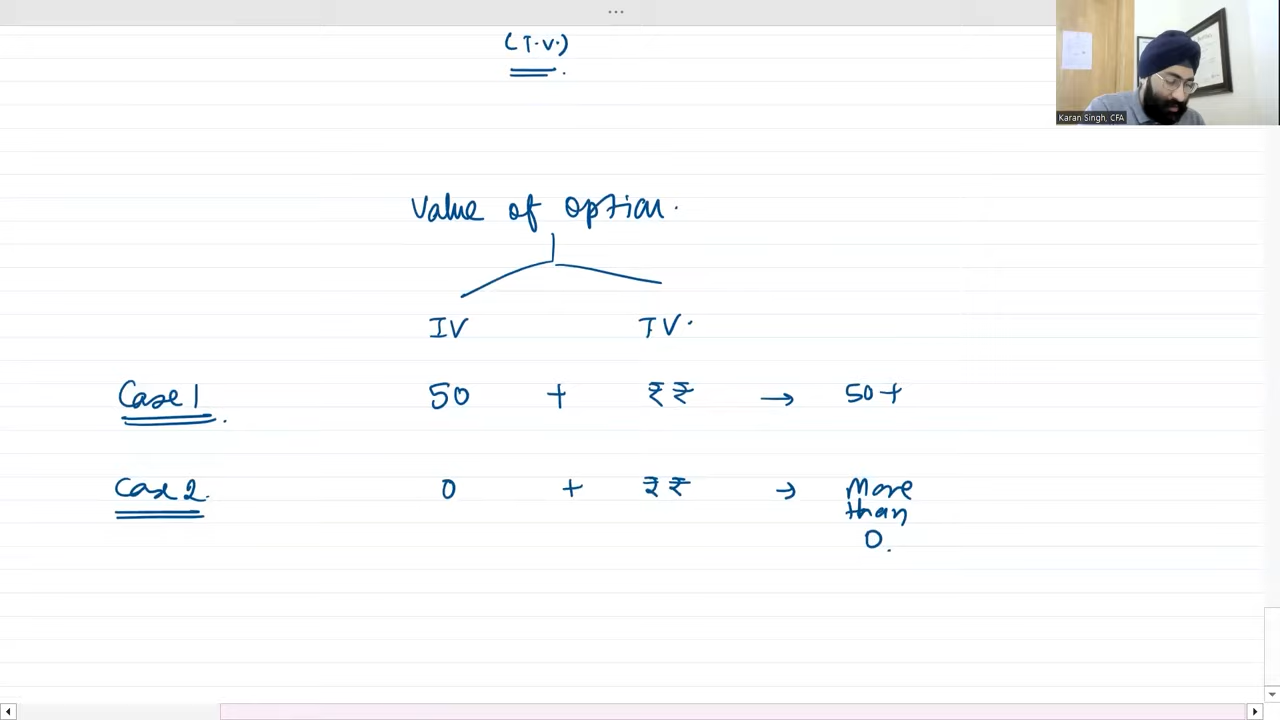 (T.V.)
Karan Singh, CFA
Value of option.
IV TV.
Case 1 50 + ₹₹ → 50+
Case 2. 0 + ₹₹ → More
than
0.